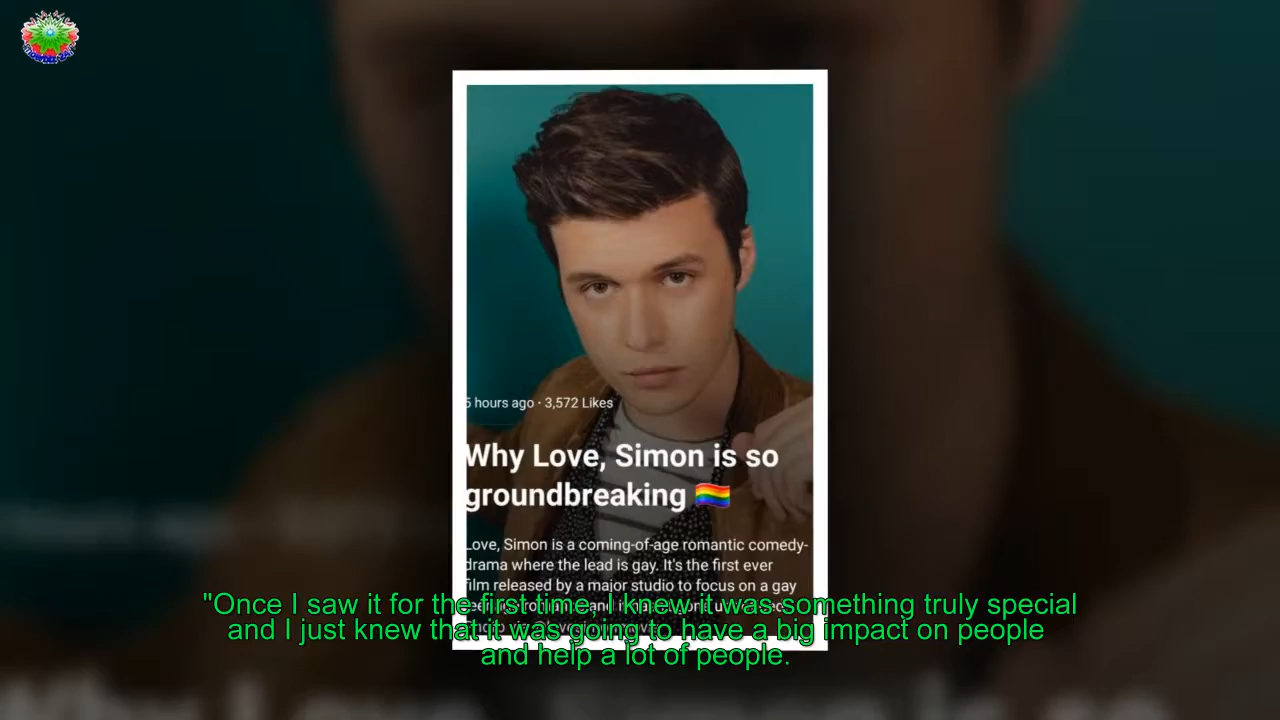 5 hours ago · 3,572 Likes
Why Love, Simon is so
groundbreaking 🏳️‍🌈
Love, Simon is a coming-of-age romantic comedy-
drama where the lead is gay. It's the first ever
film released by a major studio to focus on a gay
"Once I saw it for the first time, I knew it was something truly special
and I just knew that it was going to have a big impact on people
and help a lot of people.